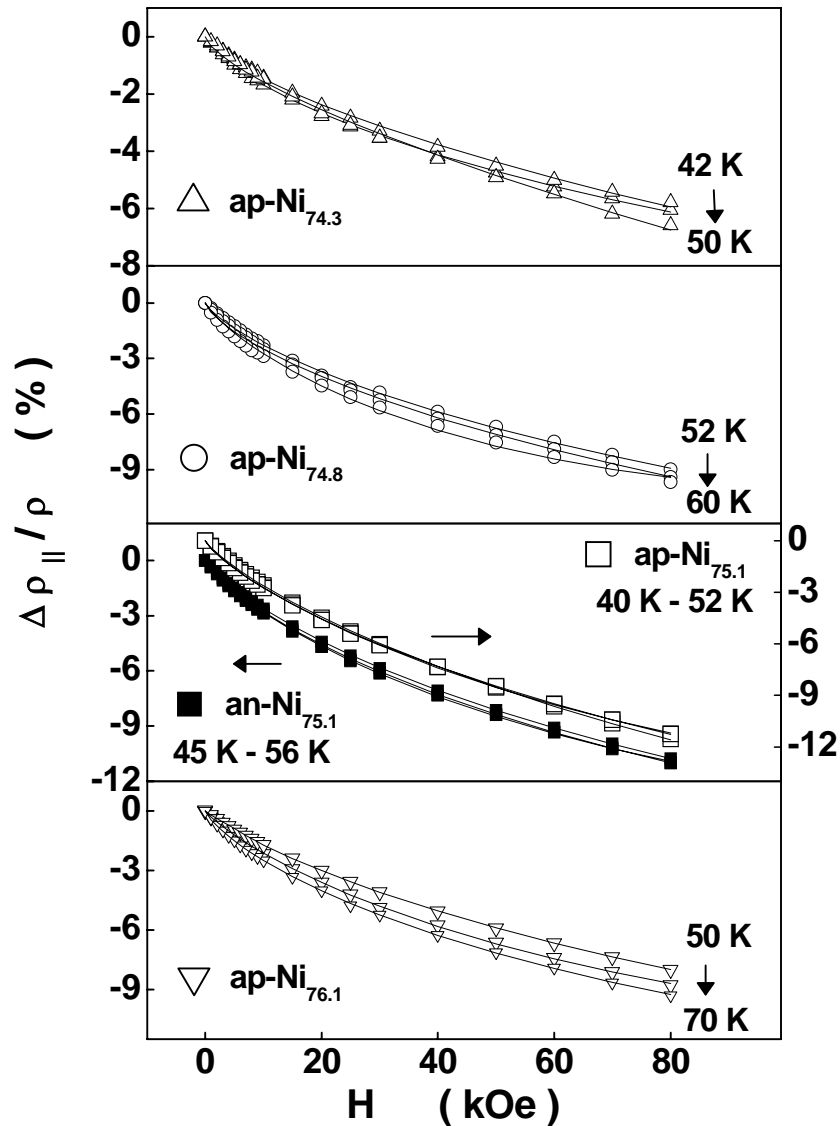 Δ ρ || / ρ ( % )
0
-2
-4
-6
-8
42 K
50 K
ap-Ni74.3
0
-3
-6
-9
52 K
60 K
ap-Ni74.8
0
-3
-6
-9
-12
0
-3
-6
-9
-12
ap-Ni75.1
40 K - 52 K
an-Ni75.1
45 K - 56 K
0
-3
-6
-9
50 K
70 K
ap-Ni76.1
0 20 40 60 80
H ( kOe )